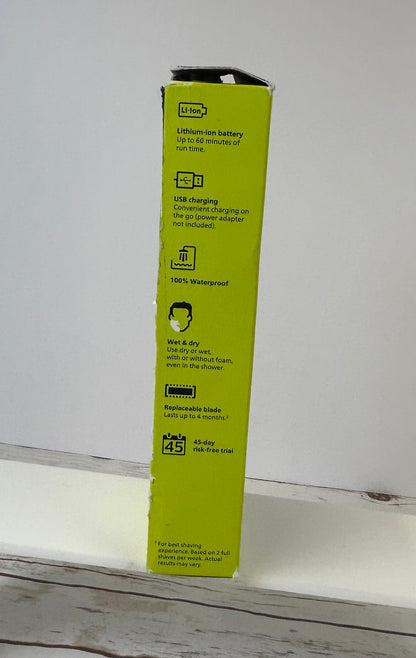 Li-Ion
Lithium-ion battery
Up to 60 minutes of
run time.
USB charging
Convenient charging on
the go (power adapter
not included).
100% Waterproof
Wet & dry
Use dry or wet,
with or without foam,
even in the shower.
Replaceable blade
Lasts up to 4 months.²
45
45-day
risk-free trial
² For best shaving
experience. Based on 2 full
shaves per week. Actual
results may vary.